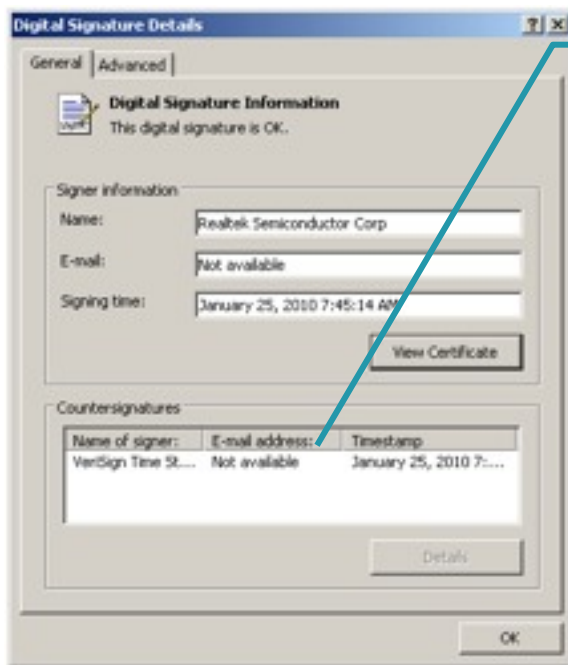 Digital Signature Details
General Advanced
Digital Signature Information
This digital signature is OK.
Signer information
Name: Realtek Semiconductor Corp
E-mail: Not available
Signing time: January 25, 2010 7:45:14 AM
View Certificate
Countersignatures
Name of signer: E-mail address: Timestamp
VeriSign Time St... Not available January 25, 2010 7:...
Details
OK